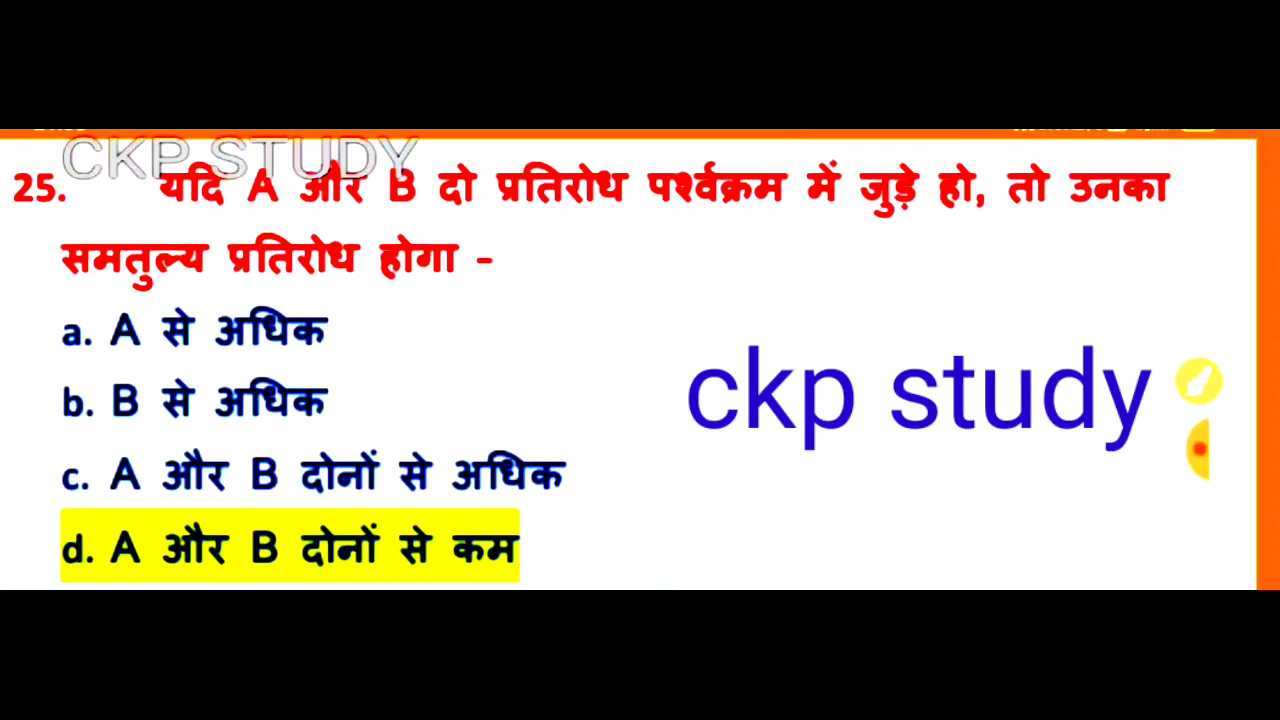 CKP STUDY
25. यदि A और B दो प्रतिरोध पर्श्वक्रम में जुड़े हो, तो उनका
समतुल्य प्रतिरोध होगा -
a. A से अधिक
b. B से अधिक
ckp study
c. A और B दोनों से अधिक
d. A और B दोनों से कम